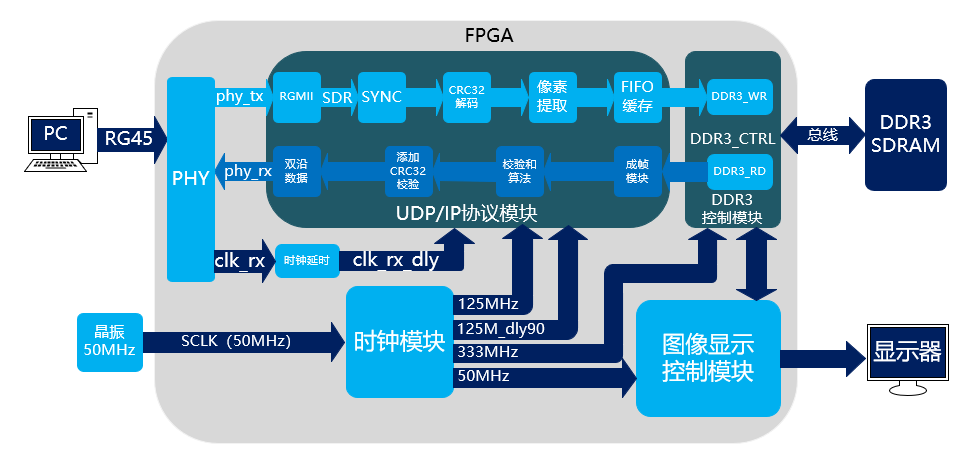 FPGA
phy_tx
RGMII
SDR
SYNC
CRC32
解码
像素
提取
FIFO
缓存
DDR3_WR
PC
RG45
PHY
DDR3_CTRL
总线
DDR3
SDRAM
phy_rx
双沿
数据
添加
CRC32
校验
校验和
算法
成帧
模块
DDR3_RD
UDP/IP协议模块
DDR3
控制模块
clk_rx
时钟延时
clk_rx_dly
晶振
50MHz
SCLK（50MHz）
时钟模块
125MHz
125M_dly90
333MHz
50MHz
图像显示
控制模块
显示器